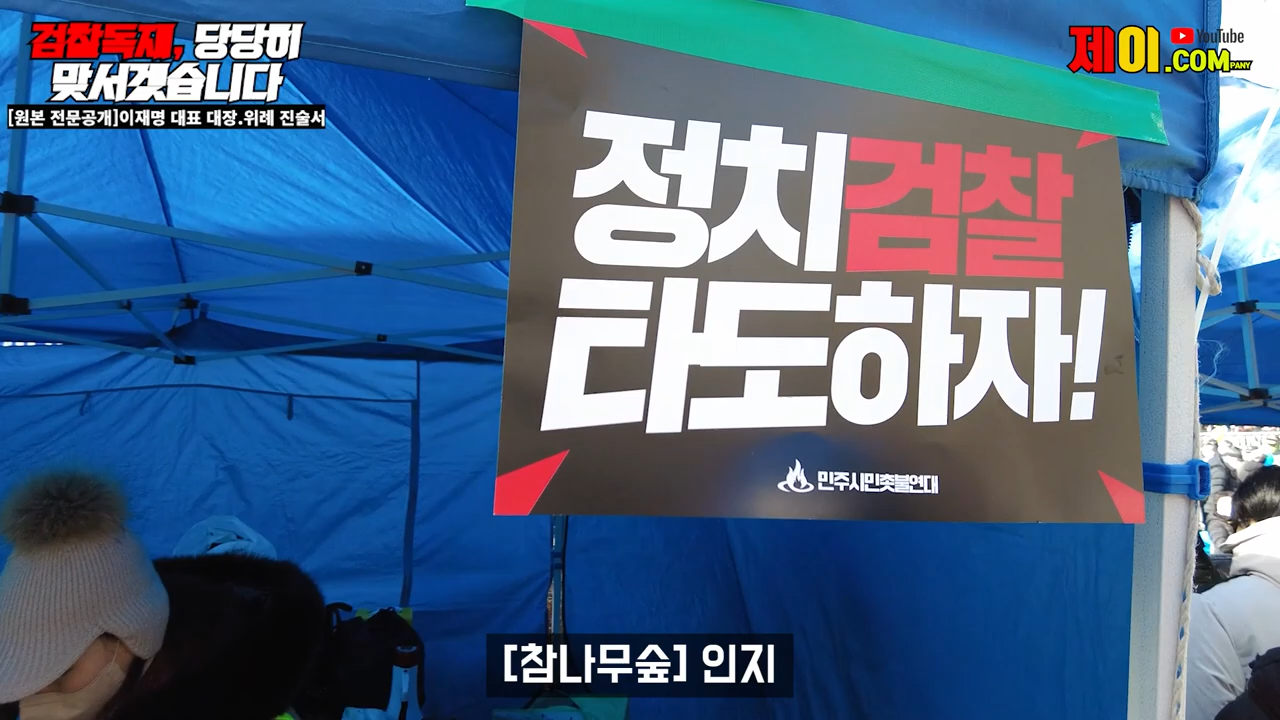 검찰독재, 당당히
맞서겠습니다
[원본 전문공개]이재명 대표 대장.위례 진술서
제이.COMPANY
YouTube
정치검찰
타도하자!
민주시민촛불연대
[참나무숲] 인지